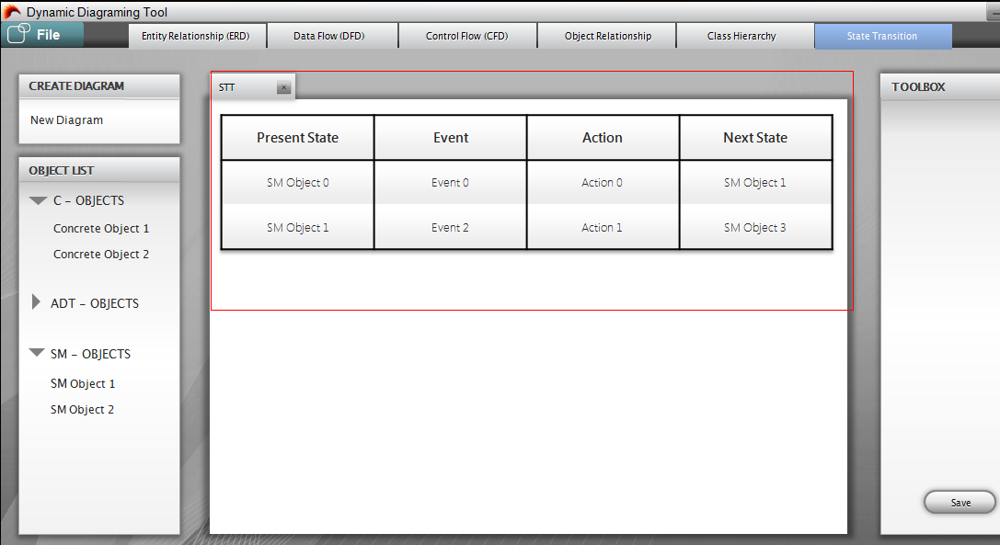 Dynamic Diagraming Tool
File
Entity Relationship (ERD)
Data Flow (DFD)
Control Flow (CFD)
Object Relationship
Class Hierarchy
State Transition
CREATE DIAGRAM
New Diagram
OBJECT LIST
C - OBJECTS
Concrete Object 1
Concrete Object 2
ADT - OBJECTS
SM - OBJECTS
SM Object 1
SM Object 2
STT
Present State Event Action Next State
SM Object 0 Event 0 Action 0 SM Object 1
SM Object 1 Event 2 Action 1 SM Object 3
TOOLBOX
Save